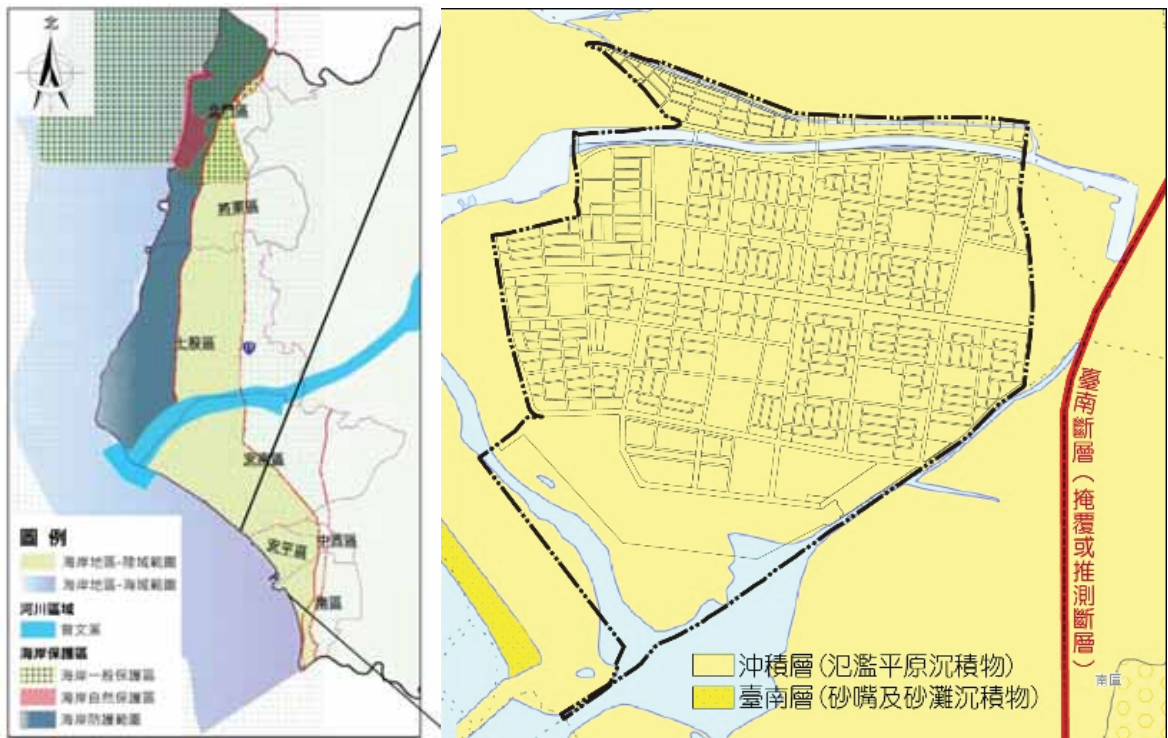 北
北門區
將軍區
七股區
安南區
安平區
中西區
南區
圖 例
海岸地區-陸域範圍
海岸地區-海域範圍
河川區域
曾文溪
海岸保護區
海岸一般保護區
海岸自然保護區
海岸防護範圍
臺南斷層（掩覆或推測斷層）
沖積層(氾濫平原沉積物)
臺南層(砂嘴及砂灘沉積物)
南區